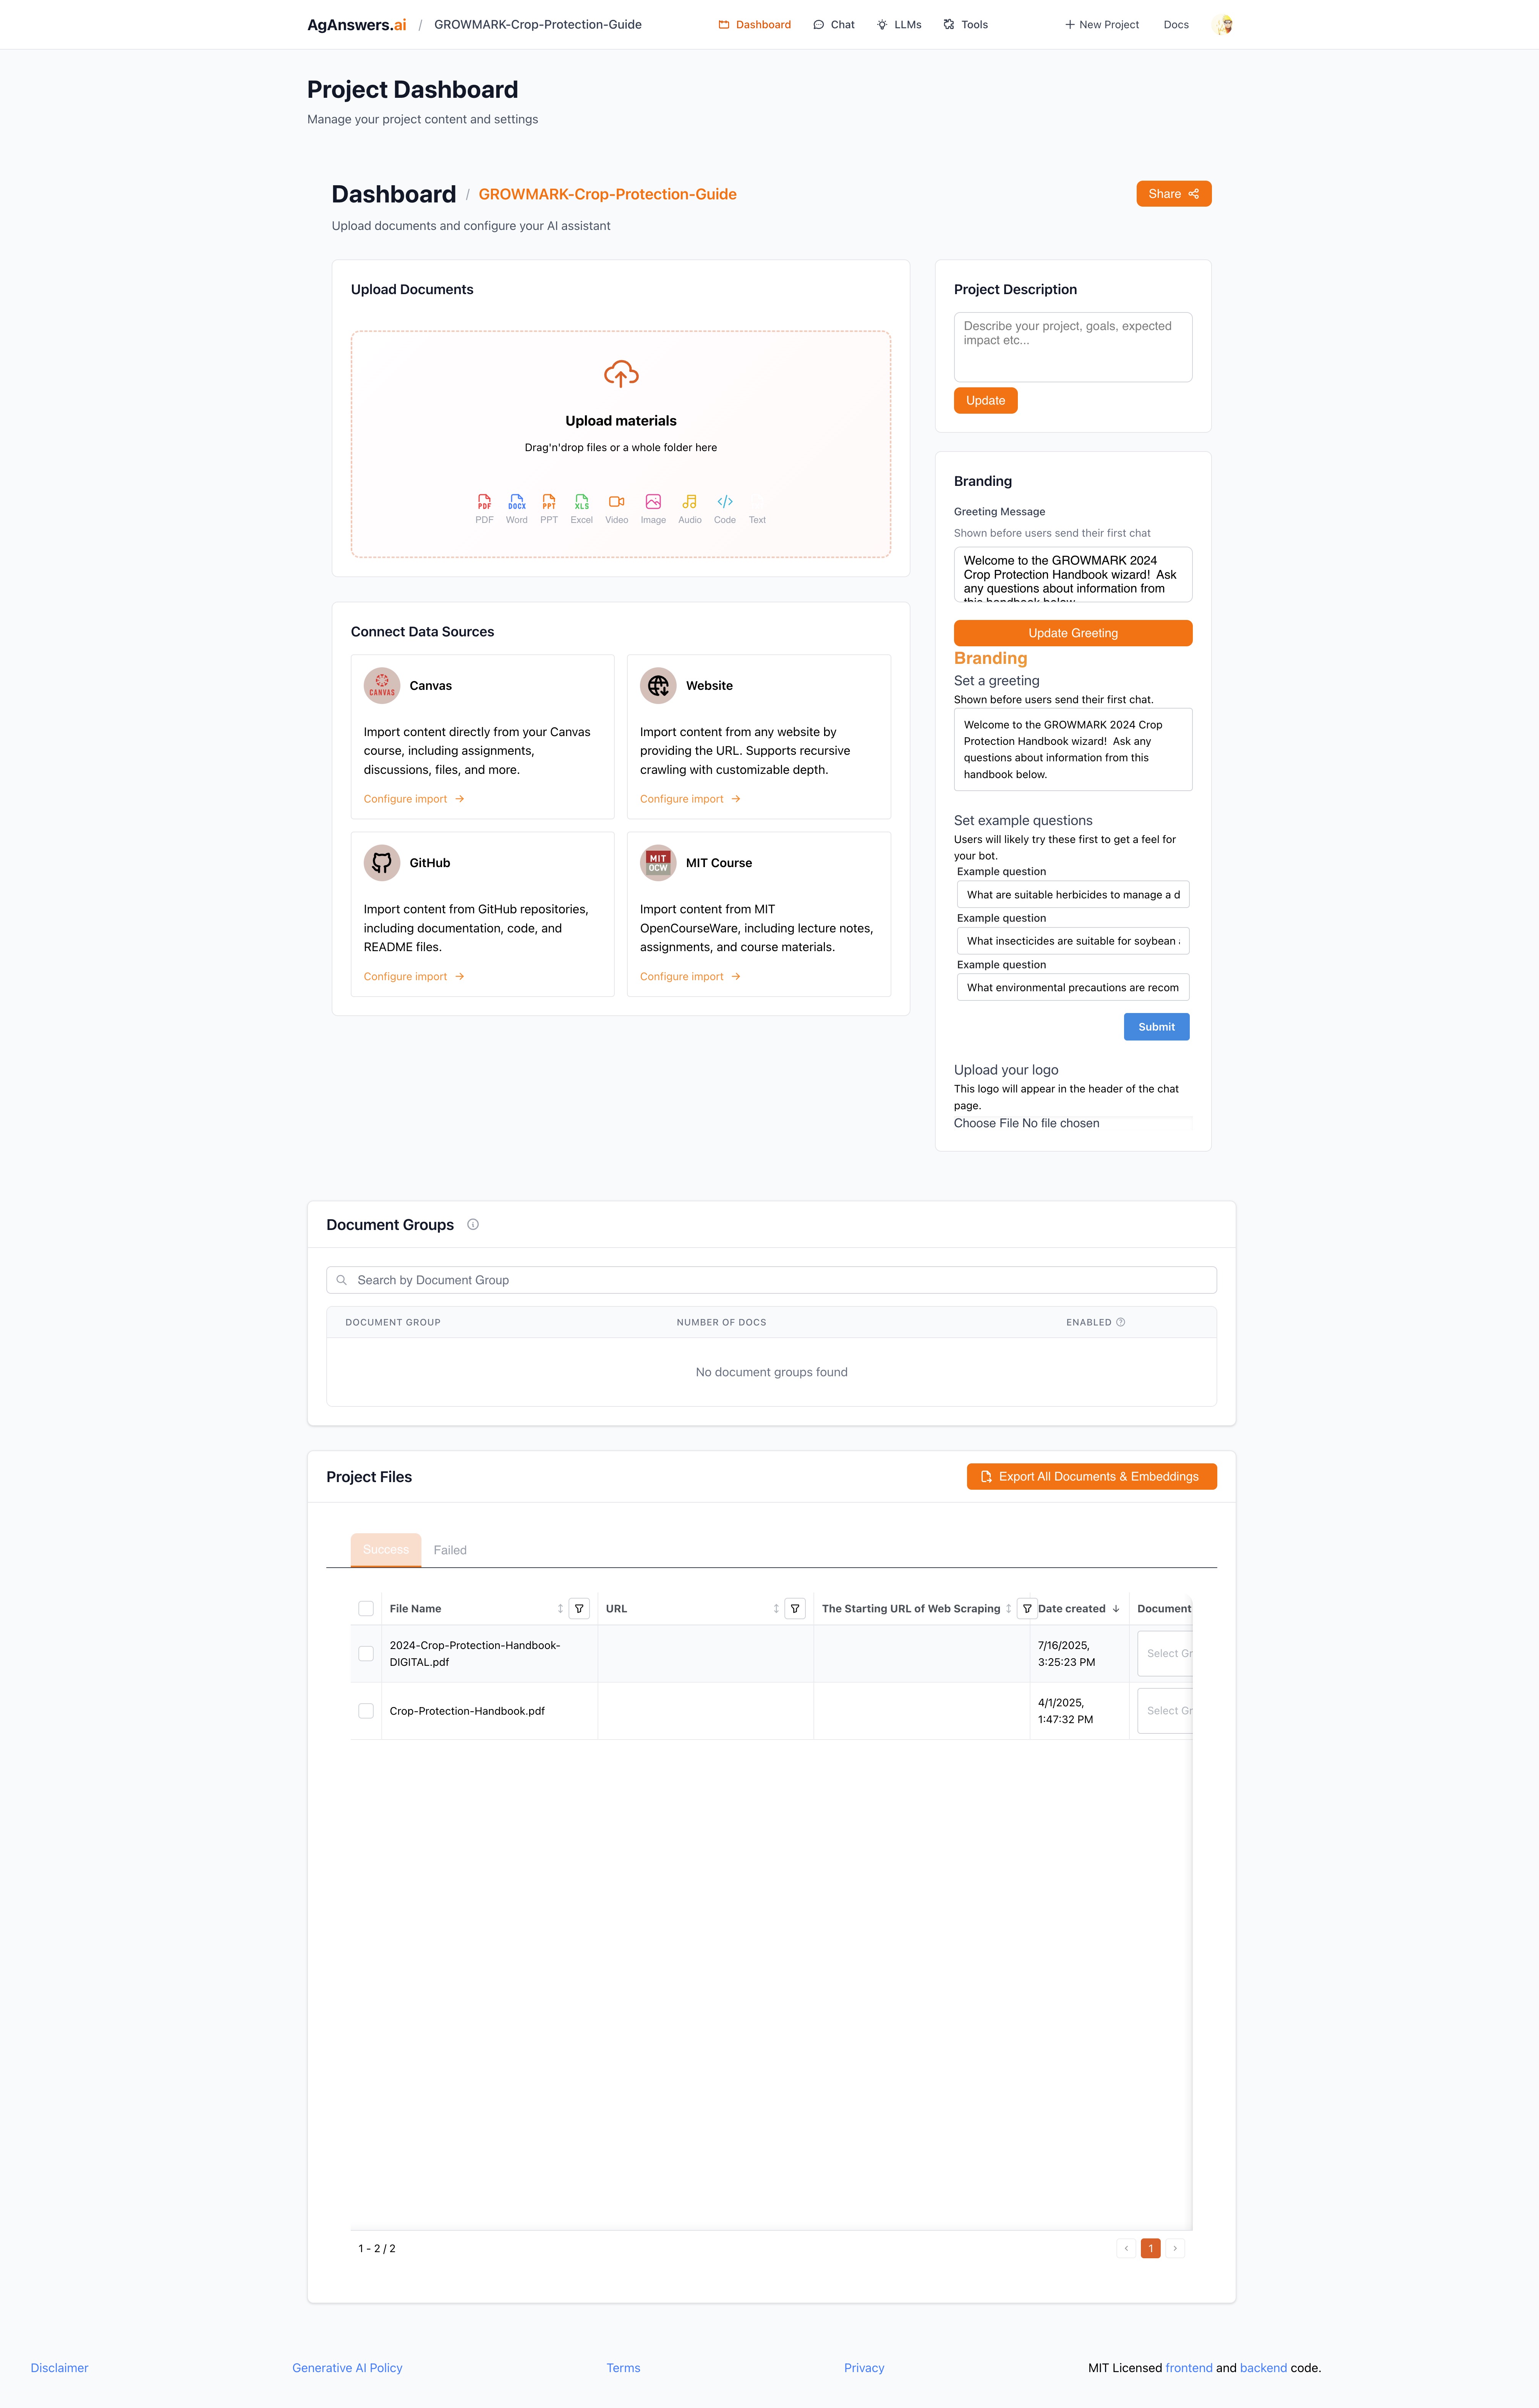 AgAnswers.ai / GROWMARK-Crop-Protection-Guide Dashboard Chat LLMs Tools New Project Docs
Project Dashboard
Manage your project content and settings
Dashboard / GROWMARK-Crop-Protection-Guide
Share
Upload documents and configure your AI assistant
Upload Documents
Upload materials
Drag'n'drop files or a whole folder here
PDF DOCX PPT XLS
PDF Word PPT Excel Video Image Audio Code Text
Connect Data Sources
CANVAS
Canvas
Import content directly from your Canvas
course, including assignments,
discussions, files, and more.
Configure import
Website
Import content from any website by
providing the URL. Supports recursive
crawling with customizable depth.
Configure import
GitHub
Import content from GitHub repositories,
including documentation, code, and
README files.
Configure import
MIT
OCW
MIT Course
Import content from MIT
OpenCourseWare, including lecture notes,
assignments, and course materials.
Configure import
Project Description
Describe your project, goals, expected
impact etc...
Update
Branding
Greeting Message
Shown before users send their first chat
Welcome to the GROWMARK 2024
Crop Protection Handbook wizard!  Ask
any questions about information from
this handbook below.
Update Greeting
Branding
Set a greeting
Shown before users send their first chat.
Welcome to the GROWMARK 2024 Crop
Protection Handbook wizard!  Ask any
questions about information from this
handbook below.
Set example questions
Users will likely try these first to get a feel for
your bot.
Example question
What are suitable herbicides to manage a d
Example question
What insecticides are suitable for soybean
Example question
What environmental precautions are recom
Submit
Upload your logo
This logo will appear in the header of the chat
page.
Choose File No file chosen
Document Groups
Search by Document Group
DOCUMENT GROUP NUMBER OF DOCS ENABLED
No document groups found
Project Files
Export All Documents & Embeddings
Success Failed
File Name URL The Starting URL of Web Scraping Date created Document
2024-Crop-Protection-Handbook-
DIGITAL.pdf
7/16/2025,
3:25:23 PM
Select Gr
Crop-Protection-Handbook.pdf
4/1/2025,
1:47:32 PM
Select Gr
1 - 2 / 2
1
Disclaimer Generative AI Policy Terms Privacy MIT Licensed frontend and backend code.